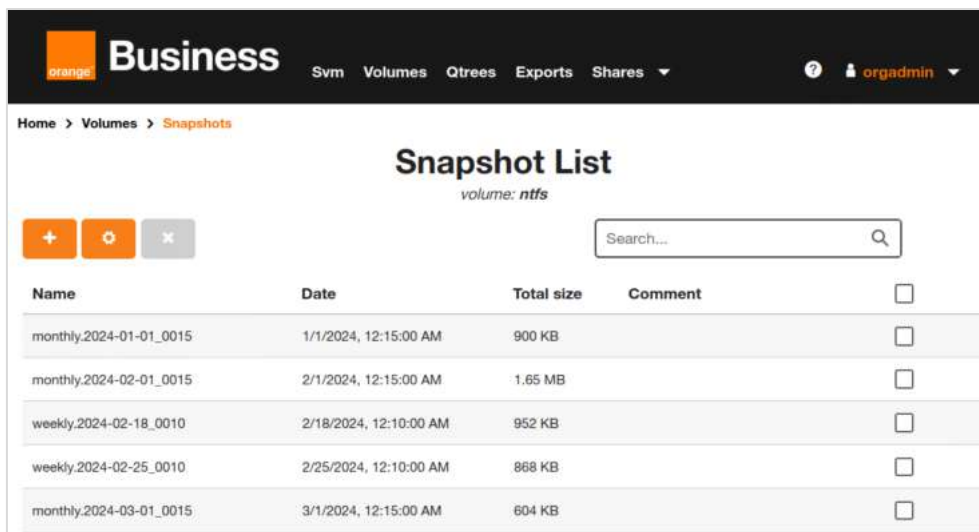 orange Business Svm Volumes Qtrees Exports Shares orgadmin
Home > Volumes > Snapshots
Snapshot List
volume: ntfs
Search...
Name Date Total size Comment
monthly.2024-01-01_0015 1/1/2024, 12:15:00 AM 900 KB
monthly.2024-02-01_0015 2/1/2024, 12:15:00 AM 1.65 MB
weekly.2024-02-18_0010 2/18/2024, 12:10:00 AM 952 KB
weekly.2024-02-25_0010 2/25/2024, 12:10:00 AM 868 KB
monthly.2024-03-01_0015 3/1/2024, 12:15:00 AM 604 KB